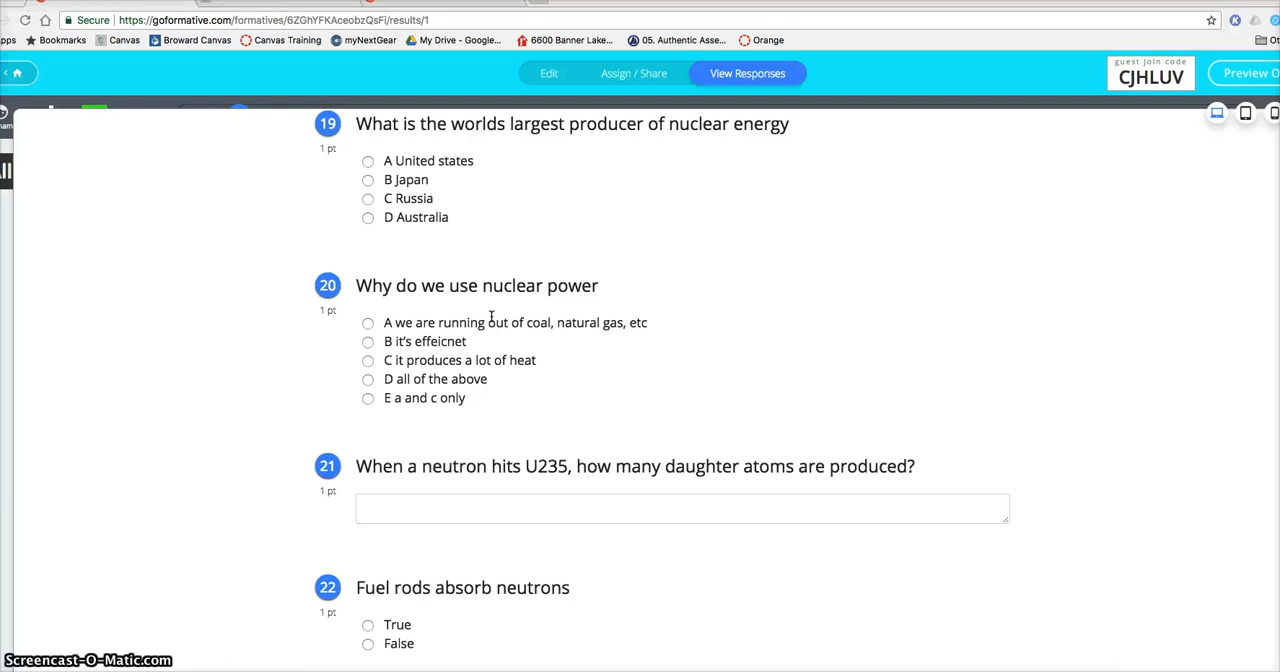 Secure https://goformative.com/formatives/6ZGhYFKAceobzQsFi/results/1
pps Bookmarks Canvas Broward Canvas Canvas Training myNextGear My Drive - Google... 6600 Banner Lake... 05. Authentic Asse... Orange Ot
Edit Assign / Share View Responses guest join code CJHLUV Preview O
nam
All
19 What is the worlds largest producer of nuclear energy
1 pt
A United states
B Japan
C Russia
D Australia
20 Why do we use nuclear power
1 pt
A we are running out of coal, natural gas, etc
B it's effeicnet
C it produces a lot of heat
D all of the above
E a and c only
21 When a neutron hits U235, how many daughter atoms are produced?
1 pt
22 Fuel rods absorb neutrons
1 pt
True
False
Screencast-O-Matic.com